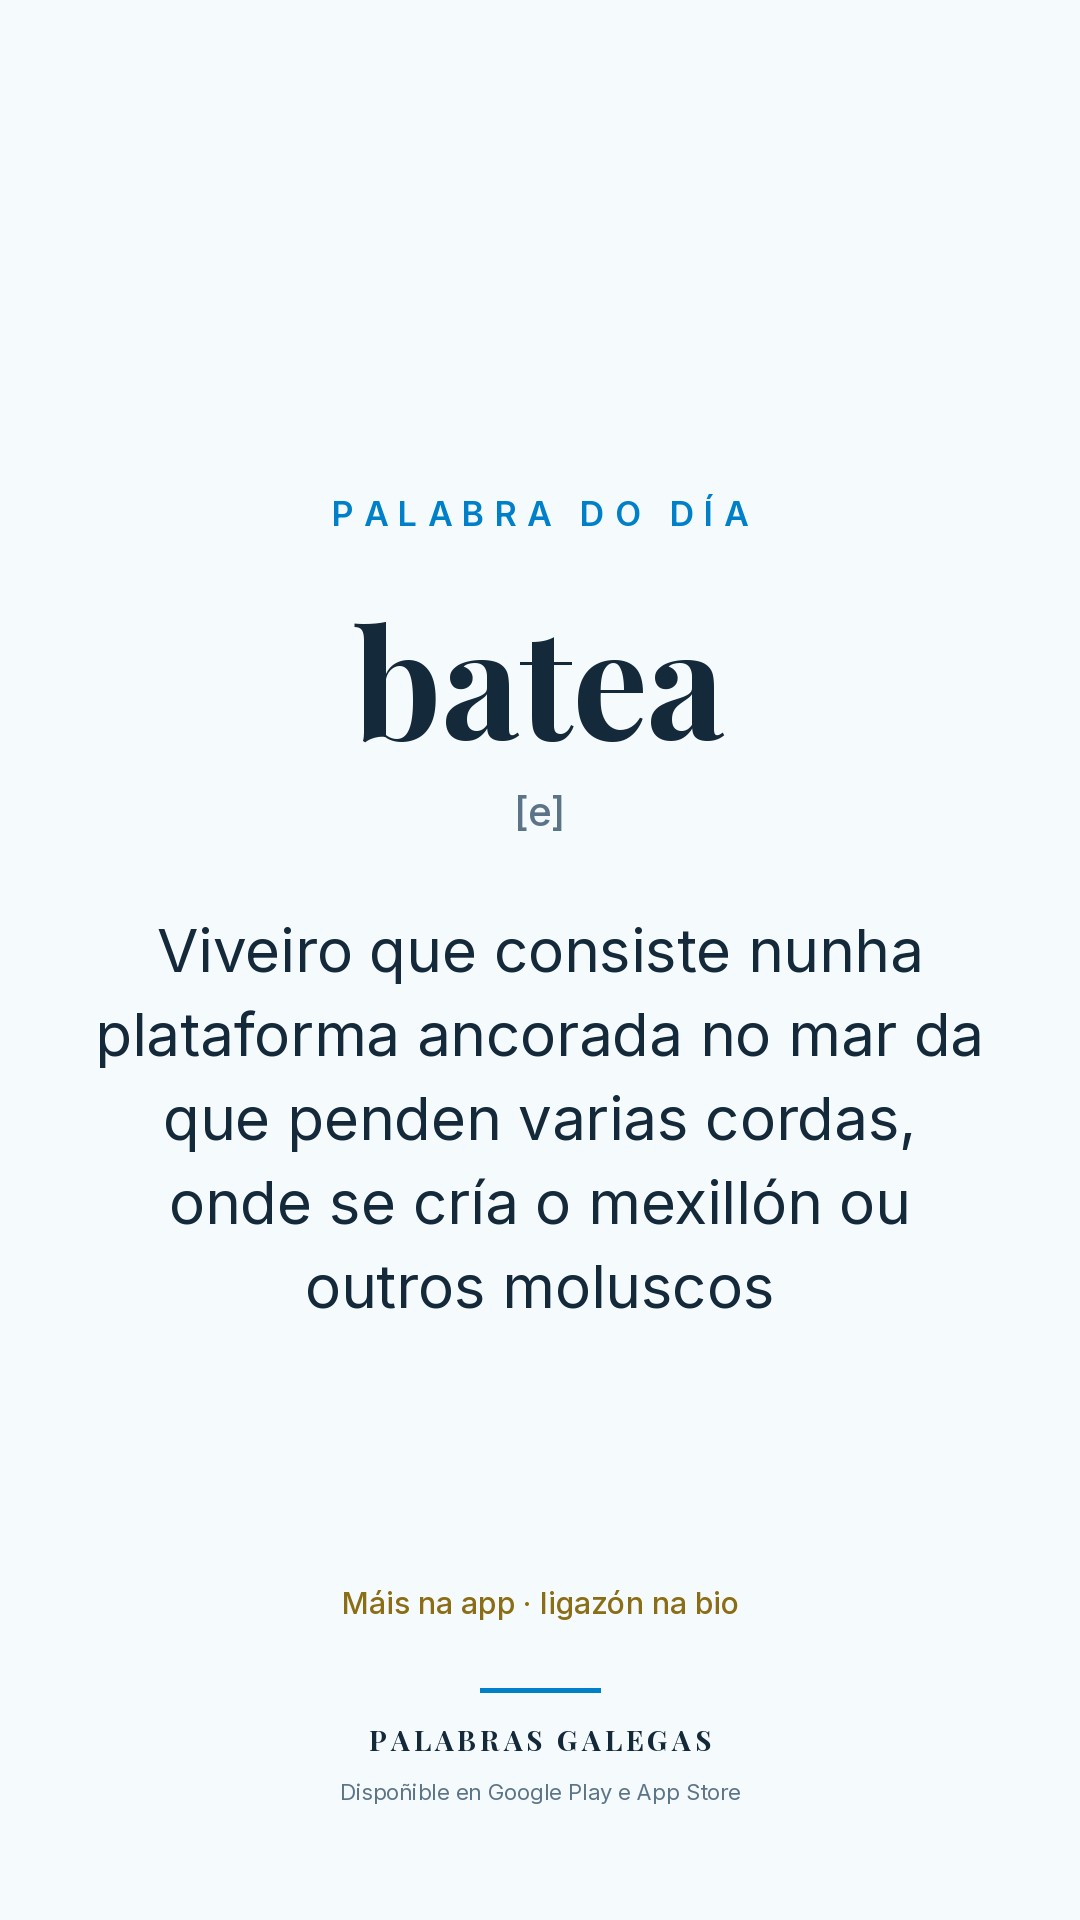 PALABRA DO DÍA
batea
[e]
Viveiro que consiste nunha
plataforma ancorada no mar da
que penden varias cordas,
onde se cría o mexillón ou
outros moluscos
Máis na app · ligazón na bio
PALABRAS GALEGAS
Dispoñible en Google Play e App Store